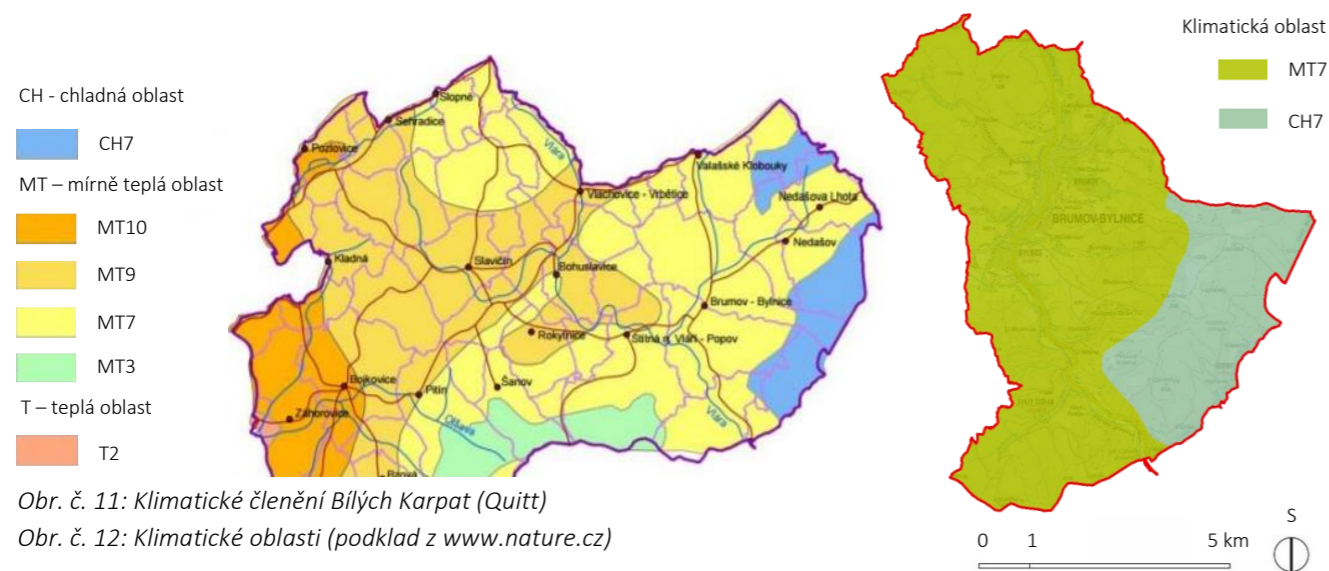 CH - chladná oblast
CH7
MT – mírně teplá oblast
MT10
MT9
MT7
MT3
T – teplá oblast
T2
Slopné
Sehradice
Pozlovice
Vlára
Valašské Klobouky
Vlachovice - Vrbětice
Nedašova Lhota
Nedašov
Kladná
Slavičín
Bohuslavice
Brumov - Bylnice
Rokytnice
Štítná n. Vláří - Popov
Bojkovice
Pitín
Šanov
Záhorovice
Olšava
Vlára
Klimatická oblast
MT7
CH7
BRUMOV-BYLNICE
0 1 5 km
S
Obr. č. 11: Klimatické členění Bílých Karpat (Quitt)
Obr. č. 12: Klimatické oblasti (podklad z www.nature.cz)